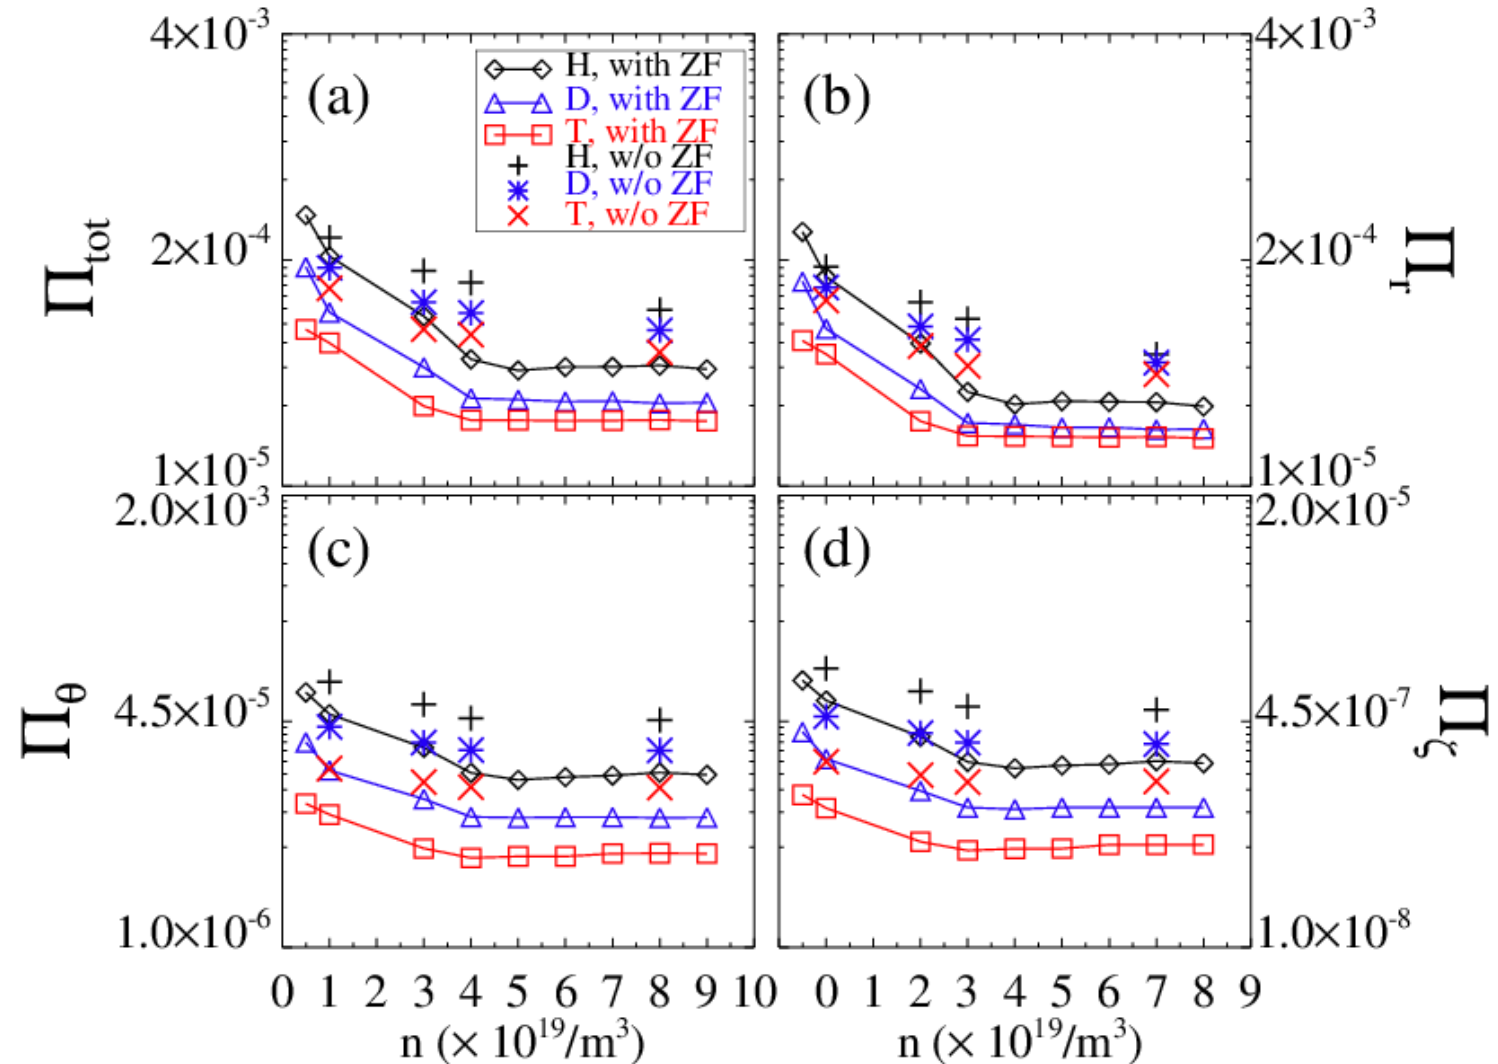 4×10⁻³
(a)
H, with ZF
D, with ZF
T, with ZF
H, w/o ZF
D, w/o ZF
T, w/o ZF
Π_tot
2×10⁻⁴
1×10⁻⁵
(b)
4×10⁻³
2×10⁻⁴
1×10⁻⁵
Π_r
2.0×10⁻³
(c)
Π_θ
4.5×10⁻⁵
1.0×10⁻⁶
(d)
2.0×10⁻⁵
4.5×10⁻⁷
1.0×10⁻⁸
Π_ζ
0 1 2 3 4 5 6 7 8 9 10
n (× 10¹⁹/m³)
0 1 2 3 4 5 6 7 8 9
n (× 10¹⁹/m³)